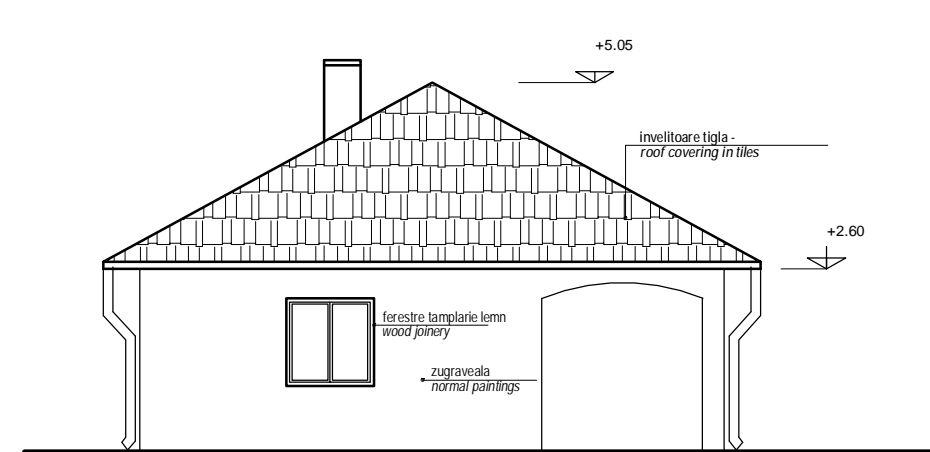 +5.05
invelitoare tigla -
roof covering in tiles
+2.60
ferestre tamplarie lemn
wood joinery
zugraveala
normal paintings